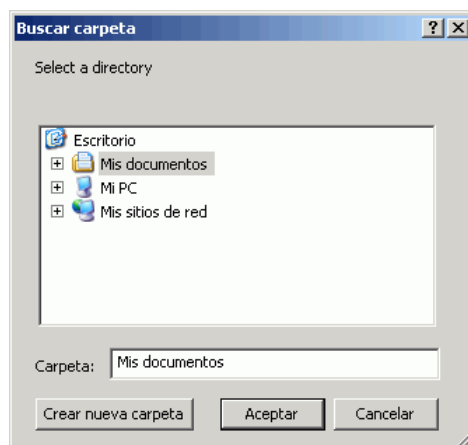 Buscar carpeta
Select a directory
Escritorio
Mis documentos
Mi PC
Mis sitios de red
Carpeta: Mis documentos
Crear nueva carpeta Aceptar Cancelar